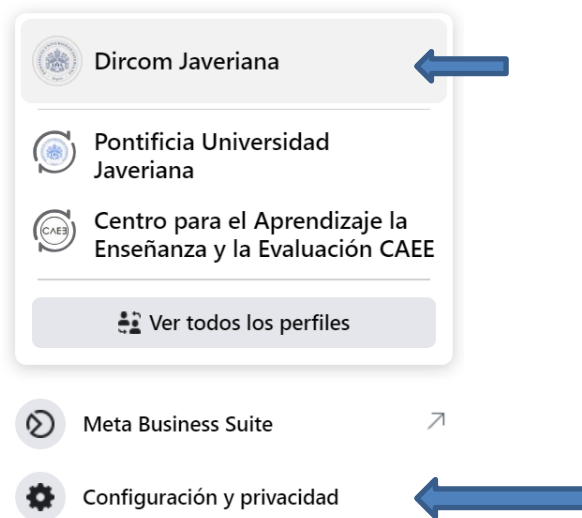 Dircom Javeriana
Pontificia Universidad
Javeriana
CAEE
Centro para el Aprendizaje la
Enseñanza y la Evaluación CAEE
Ver todos los perfiles
Meta Business Suite
Configuración y privacidad